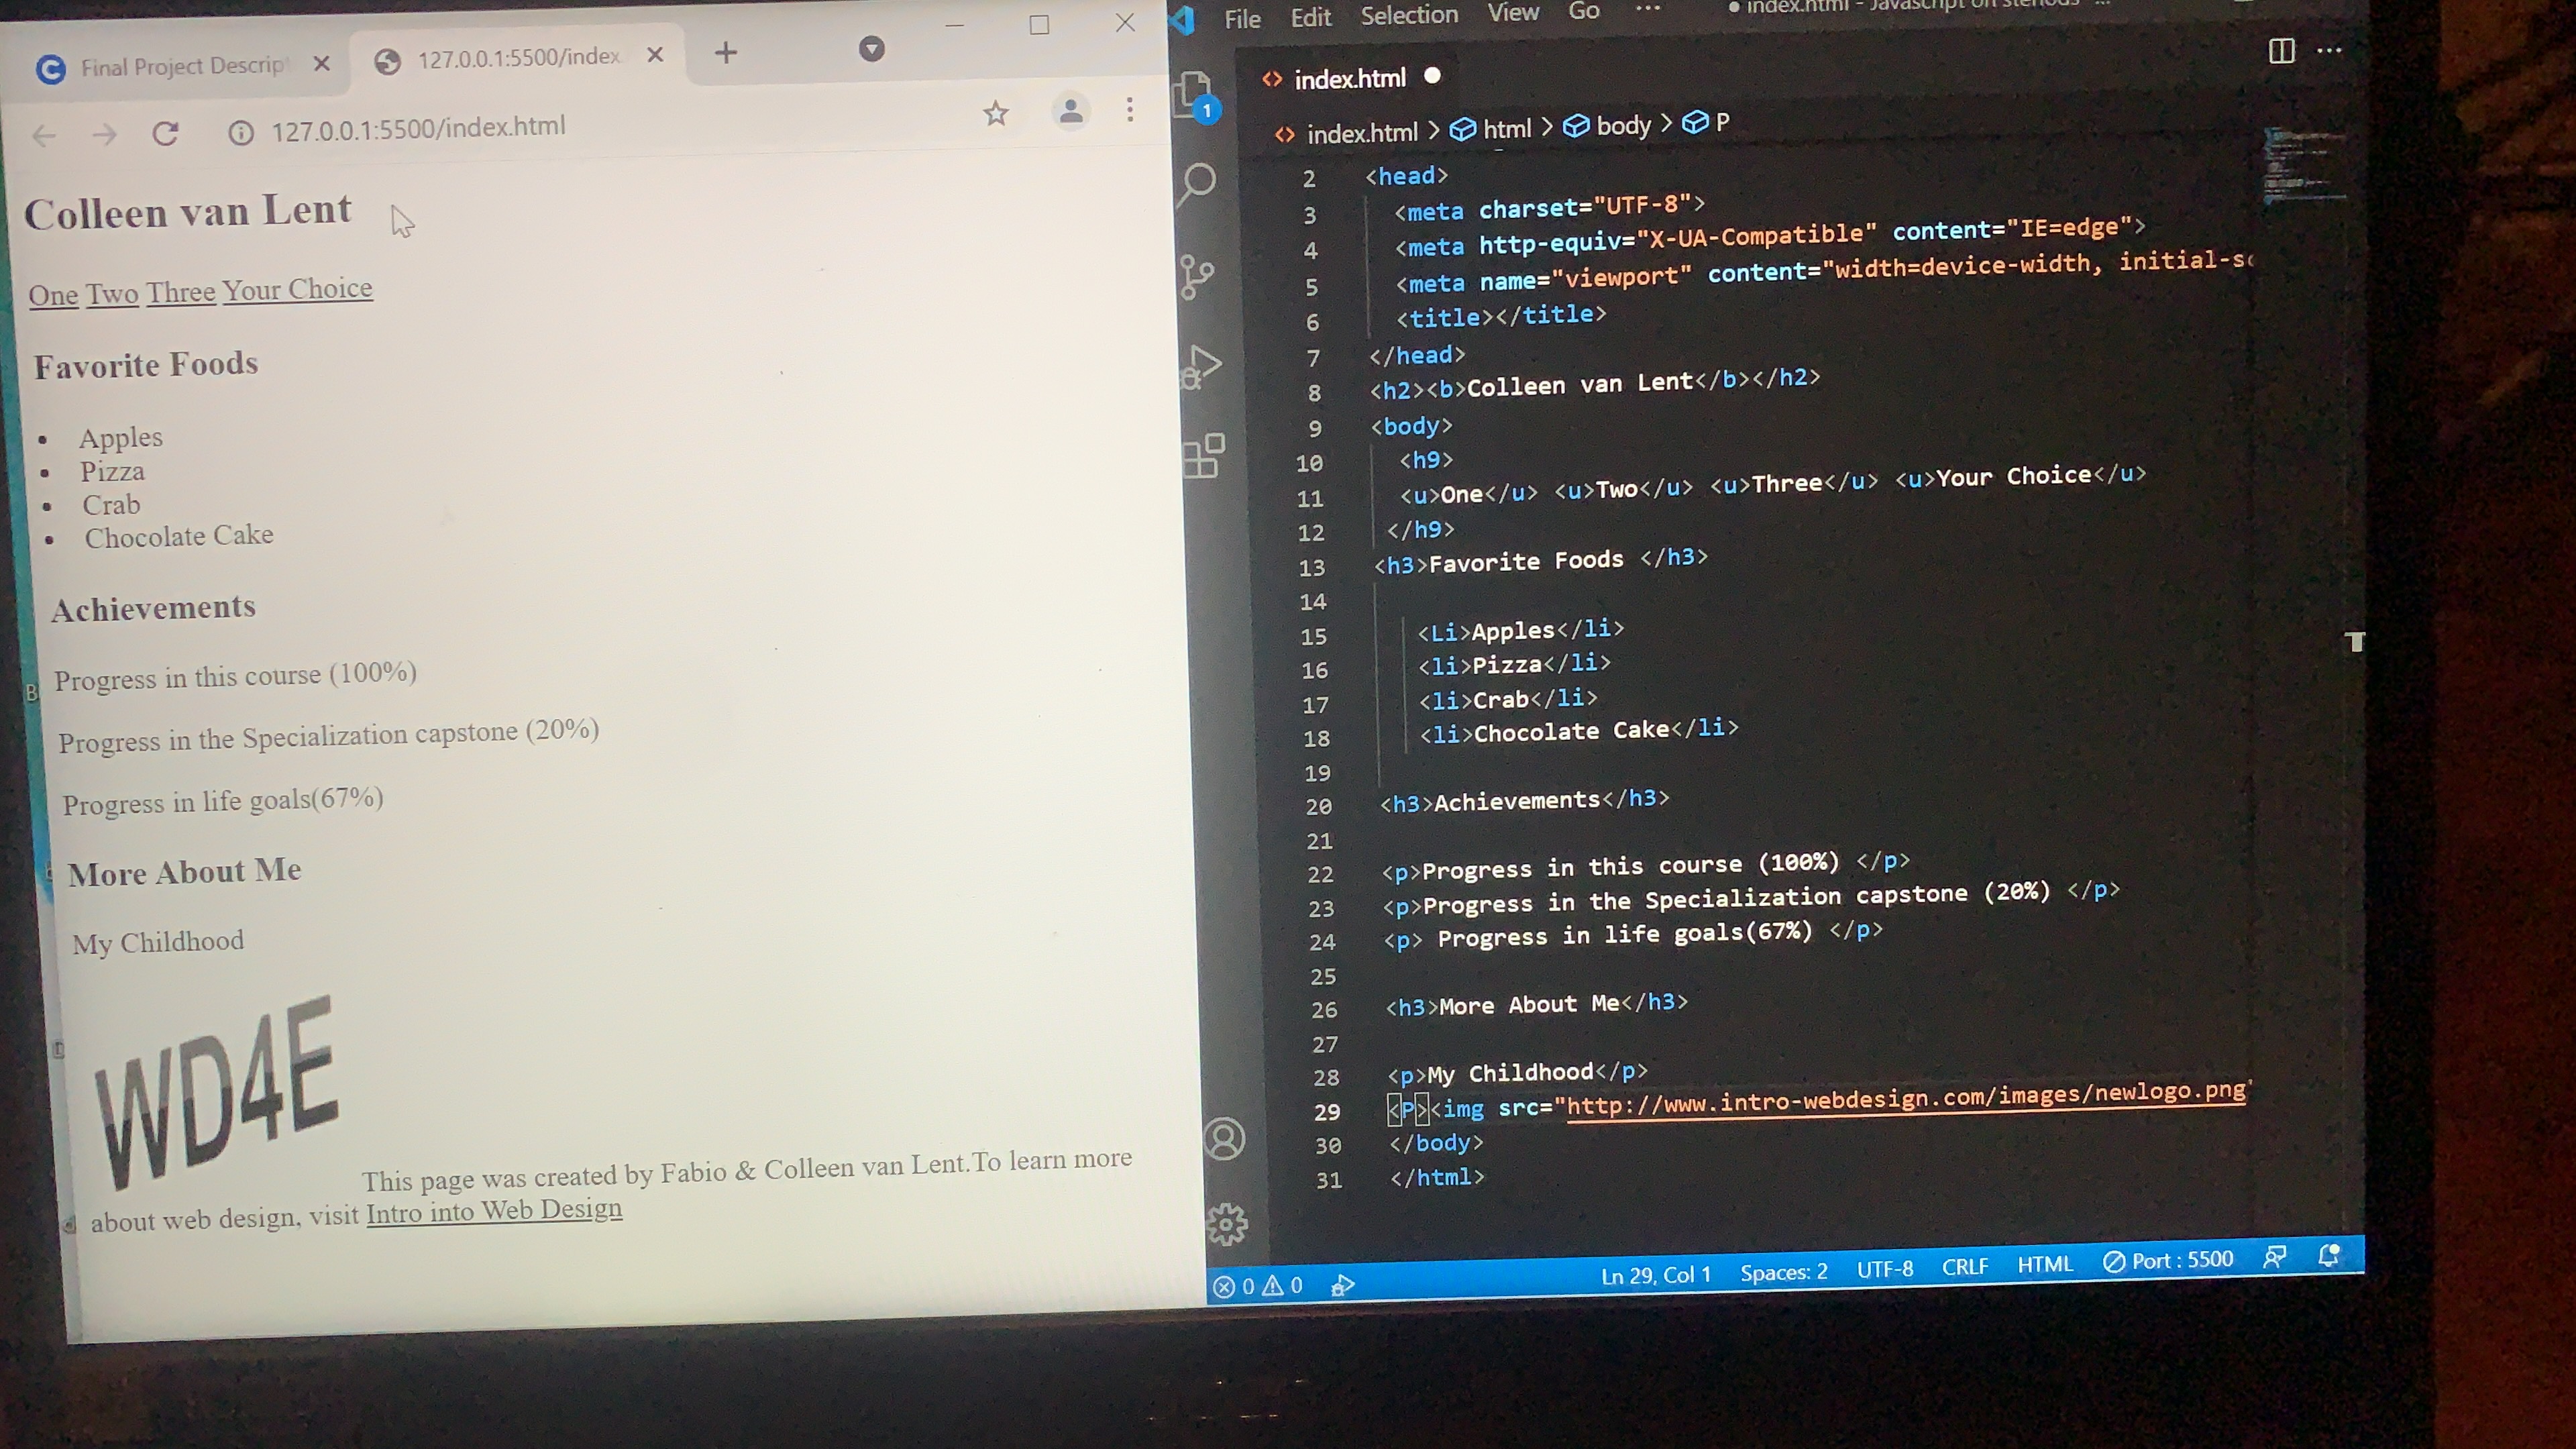 Final Project Descrip
127.0.0.1:5500/index
127.0.0.1:5500/index.html
Colleen van Lent
One Two Three Your Choice
Favorite Foods
• Apples
• Pizza
• Crab
• Chocolate Cake
Achievements
Progress in this course (100%)
Progress in the Specialization capstone (20%)
Progress in life goals(67%)
More About Me
My Childhood
WD4E
This page was created by Fabio & Colleen van Lent.To learn more
about web design, visit Intro into Web Design
File Edit Selection View Go ...
● index.html - Javascript on
index.html ●
index.html > html > body > P
1
2 <head>
3 <meta charset="UTF-8">
4 <meta http-equiv="X-UA-Compatible" content="IE=edge">
5 <meta name="viewport" content="width=device-width, initial-sc
6 <title></title>
7 </head>
8 <h2><b>Colleen van Lent</b></h2>
9 <body>
10 <h9>
11 <u>One</u> <u>Two</u> <u>Three</u> <u>Your Choice</u>
12 </h9>
13 <h3>Favorite Foods </h3>
14
15 <Li>Apples</li>
16 <li>Pizza</li>
17 <li>Crab</li>
18 <li>Chocolate Cake</li>
19
20 <h3>Achievements</h3>
21
22 <p>Progress in this course (100%) </p>
23 <p>Progress in the Specialization capstone (20%) </p>
24 <p> Progress in life goals(67%) </p>
25
26 <h3>More About Me</h3>
27
28 <p>My Childhood</p>
29 <P><img src="http://www.intro-webdesign.com/images/newlogo.png"
30 </body>
31 </html>
0 0
Ln 29, Col 1 Spaces: 2 UTF-8 CRLF HTML Port : 5500